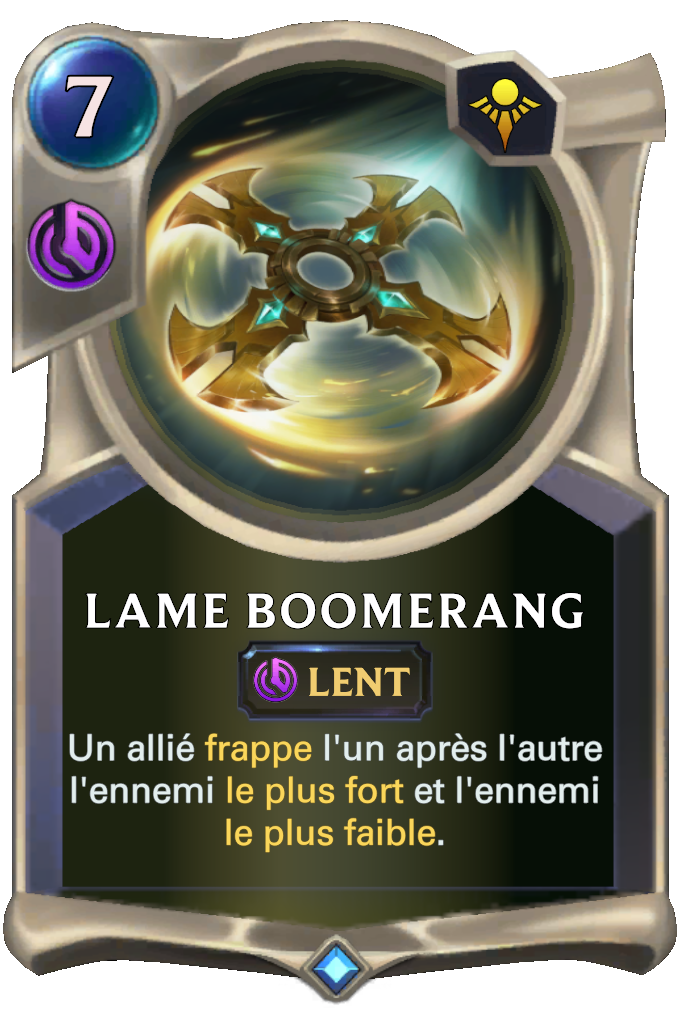 7
LAME BOOMERANG
LENT
Un allié frappe l'un après l'autre
l'ennemi le plus fort et l'ennemi
le plus faible.